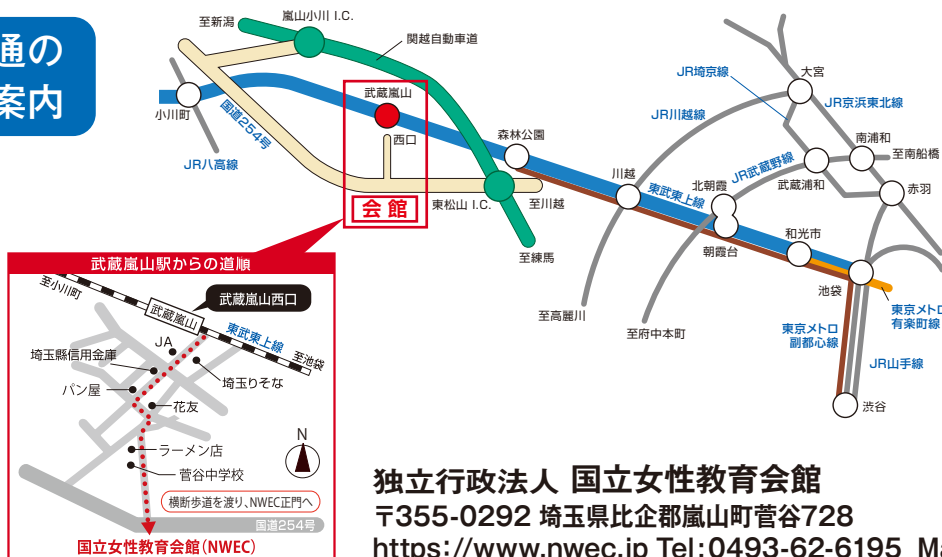 通の
案内
至新潟
嵐山小川 I.C.
関越自動車道
武蔵嵐山
小川町
国道254号
西口
森林公園
JR八高線
会館
東松山 I.C.
至川越
至練馬
川越
東武東上線
JR川越線
JR埼京線
大宮
JR京浜東北線
南浦和
至南船橋
JR武蔵野線
北朝霞
武蔵浦和
赤羽
朝霞台
和光市
池袋
至高麗川
至府中本町
東京メトロ
副都心線
東京メトロ
有楽町線
JR山手線
渋谷
武蔵嵐山駅からの道順
至小川町
武蔵嵐山
武蔵嵐山西口
東武東上線
至池袋
JA
埼玉縣信用金庫
埼玉りそな
パン屋
花友
ラーメン店
菅谷中学校
N
横断歩道を渡り、NWEC正門へ
国道254号
国立女性教育会館(NWEC)
独立行政法人 国立女性教育会館
〒355-0292 埼玉県比企郡嵐山町菅谷728
https://www.nwec.jp Tel:0493-62-6195